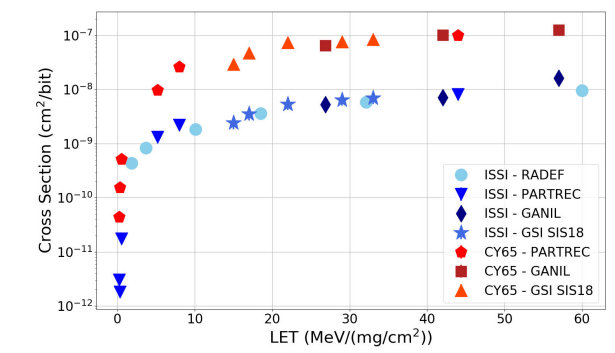 10⁻⁷
10⁻⁸
10⁻⁹
10⁻¹⁰
10⁻¹¹
10⁻¹²
Cross Section (cm²/bit)
ISSI - RADEF
ISSI - PARTREC
ISSI - GANIL
ISSI - GSI SIS18
CY65 - PARTREC
CY65 - GANIL
CY65 - GSI SIS18
0 10 20 30 40 50 60
LET (MeV/(mg/cm²))